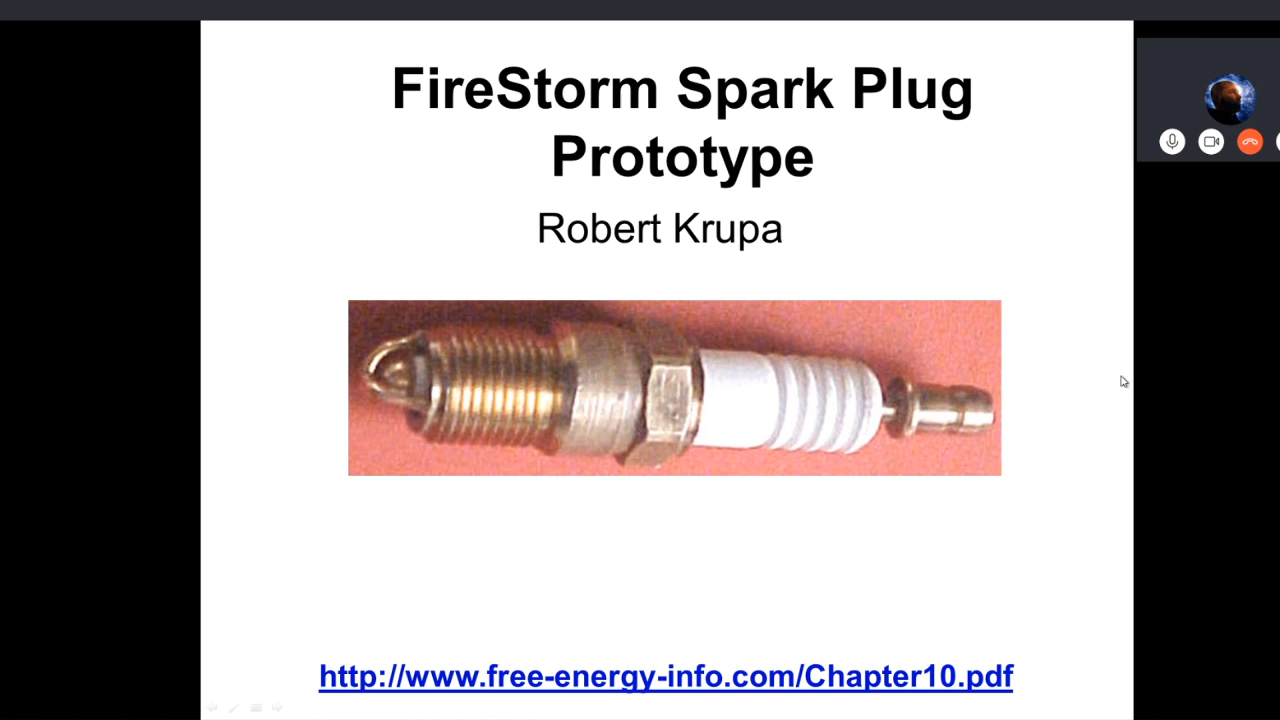 FireStorm Spark Plug
Prototype
Robert Krupa
http://www.free-energy-info.com/Chapter10.pdf